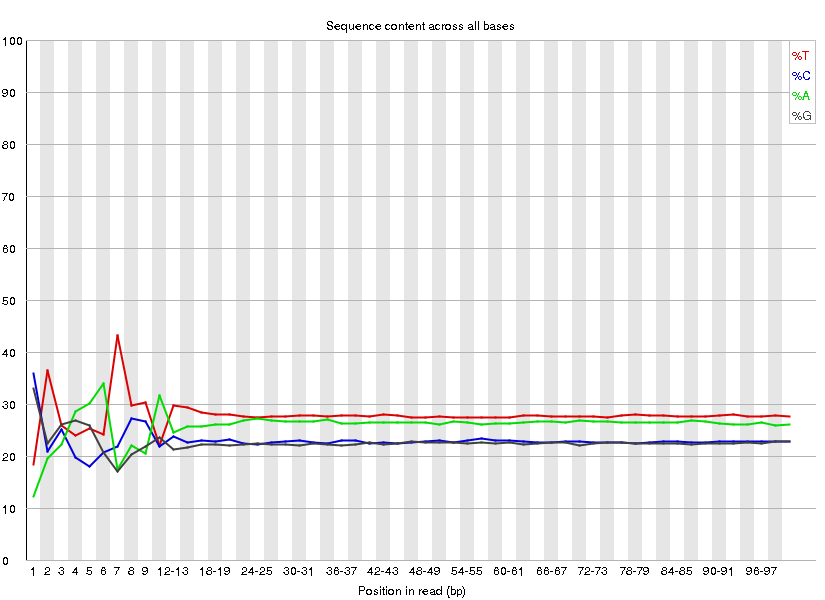 Sequence content across all bases
100
90
80
70
60
50
40
30
20
10
0
%T
%C
%A
%G
1 2 3 4 5 6 7 8 9 12-13 18-19 24-25 30-31 36-37 42-43 48-49 54-55 60-61 66-67 72-73 78-79 84-85 90-91 96-97
Position in read (bp)